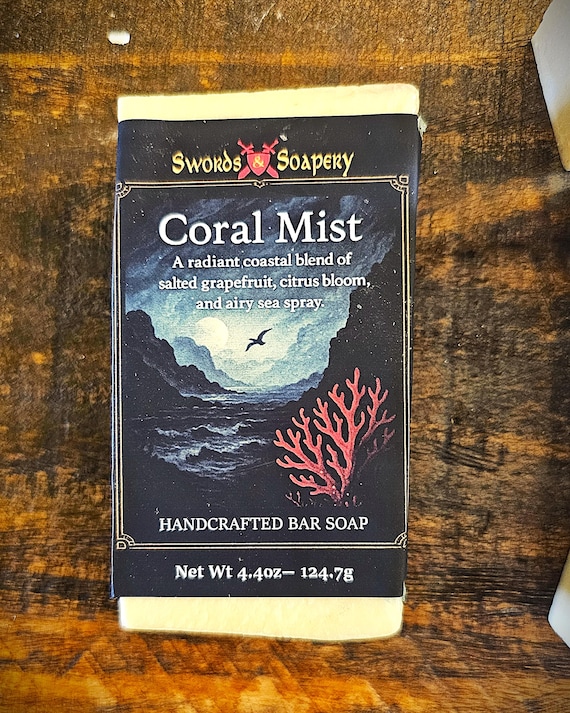 Swords & Soapery
Coral Mist
A radiant coastal blend of
salted grapefruit, citrus bloom,
and airy sea spray.
HANDCRAFTED BAR SOAP
Net Wt 4.4oz— 124.7g